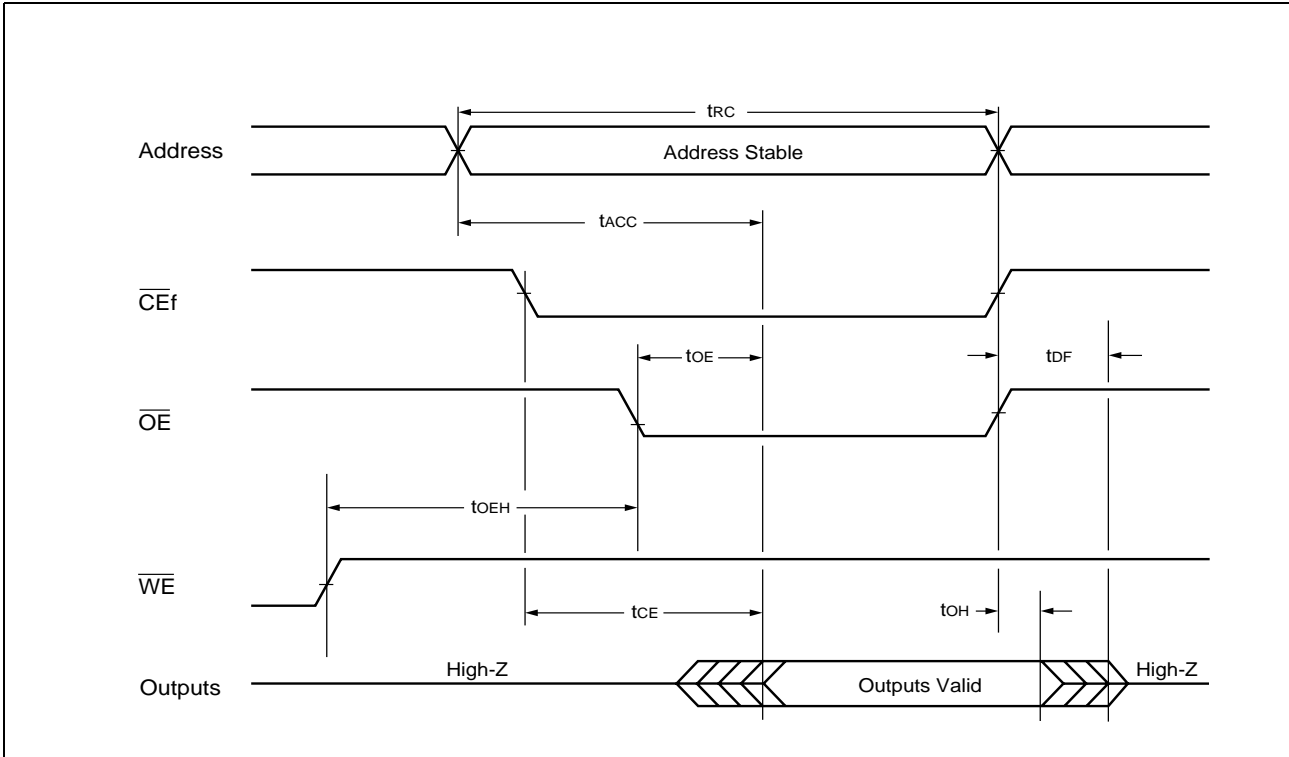 tRC
Address
Address Stable
tACC
CEf
tOE
tDF
OE
tOEH
WE
tCE
tOH
High-Z
High-Z
Outputs
Outputs Valid